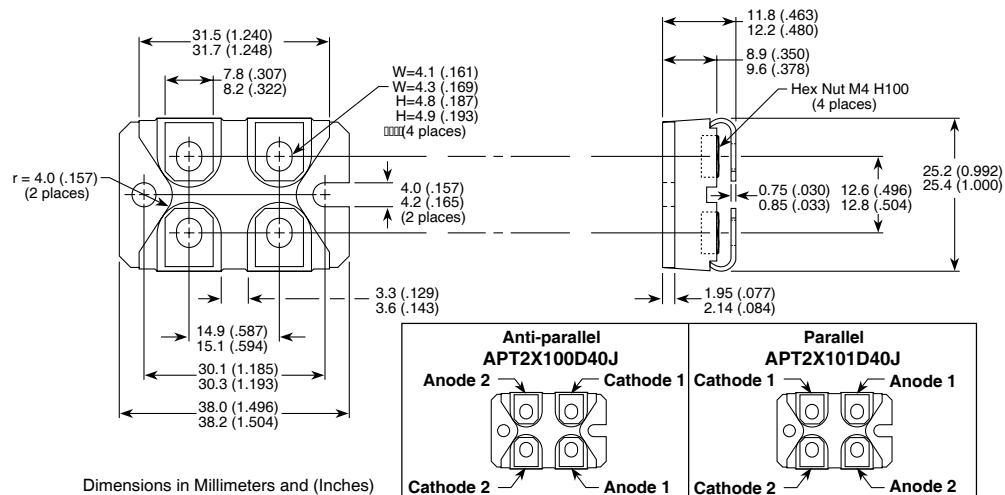 11.8 (.463)
12.2 (.480)
31.5 (1.240)
31.7 (1.248)
7.8 (.307)
8.2 (.322)
W=4.1 (.161)
W=4.3 (.169)
H=4.8 (.187)
H=4.9 (.193)
(4 places)
8.9 (.350)
9.6 (.378)
Hex Nut M4 H100
(4 places)
r = 4.0 (.157)
(2 places)
4.0 (.157)
4.2 (.165)
(2 places)
0.75 (.030)
0.85 (.033)
12.6 (.496)
12.8 (.504)
25.2 (0.992)
25.4 (1.000)
3.3 (.129)
3.6 (.143)
1.95 (.077)
2.14 (.084)
14.9 (.587)
15.1 (.594)
30.1 (1.185)
30.3 (1.193)
38.0 (1.496)
38.2 (1.504)
Dimensions in Millimeters and (Inches)
Anti-parallel
APT2X100D40J
Anode 2
Cathode 1
Cathode 2
Anode 1
Parallel
APT2X101D40J
Cathode 1
Anode 1
Cathode 2
Anode 2